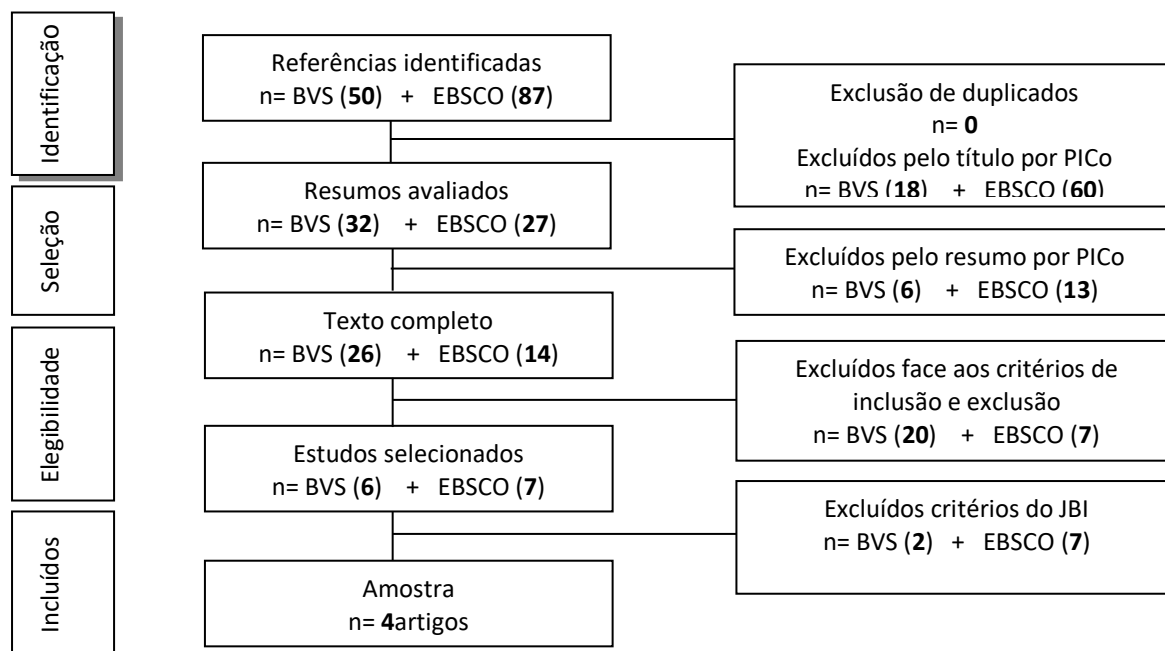 Identificação
Referências identificadas
n= BVS (50) + EBSCO (87)
Exclusão de duplicados
n= 0
Excluídos pelo título por PICo
n= BVS (18) + EBSCO (60)
Seleção
Resumos avaliados
n= BVS (32) + EBSCO (27)
Excluídos pelo resumo por PICo
n= BVS (6) + EBSCO (13)
Elegibilidade
Texto completo
n= BVS (26) + EBSCO (14)
Excluídos face aos critérios de
inclusão e exclusão
n= BVS (20) + EBSCO (7)
Estudos selecionados
n= BVS (6) + EBSCO (7)
Excluídos critérios do JBI
n= BVS (2) + EBSCO (7)
Incluídos
Amostra
n= 4artigos